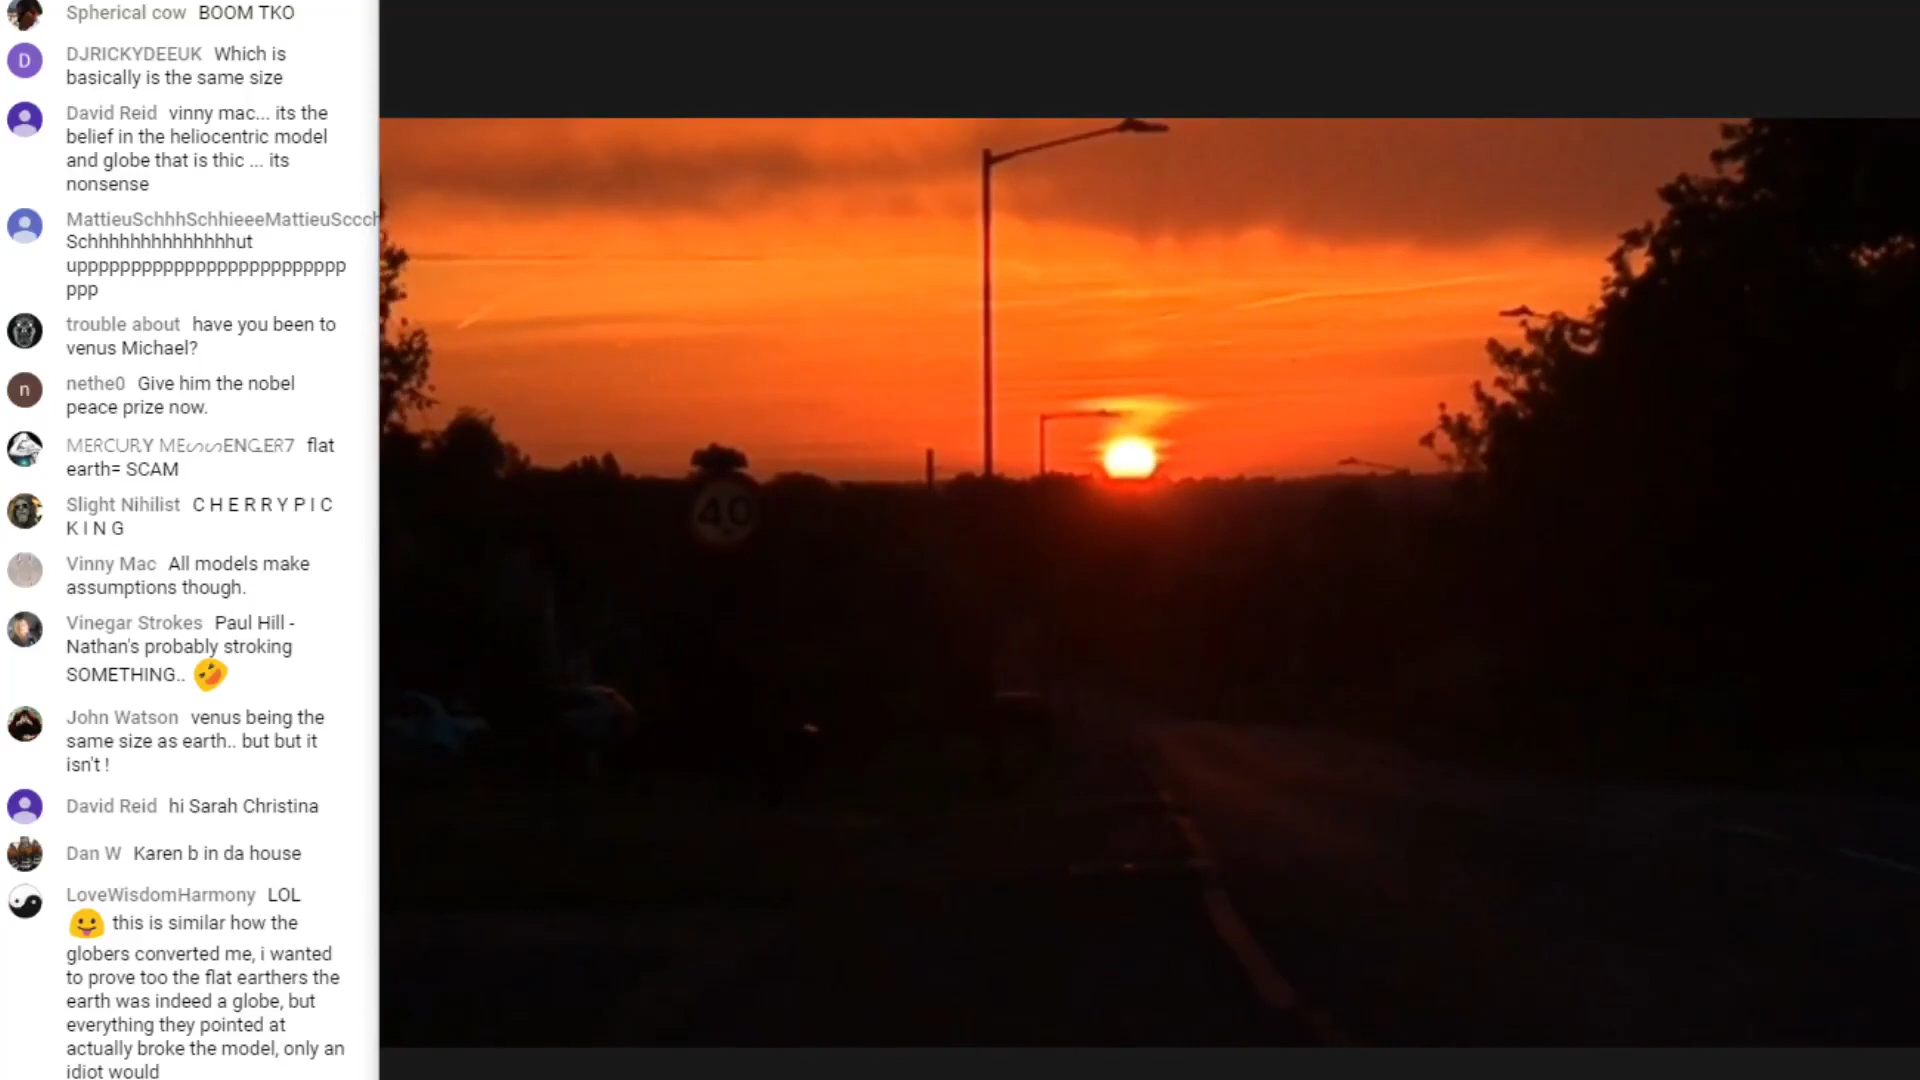 Spherical cow BOOM TKO
D
DJRICKYDEEUK Which is
basically is the same size
David Reid vinny mac... its the
belief in the heliocentric model
and globe that is thic ... its
nonsense
MattieuSchhhSchhieeeMattieuSccch
Schhhhhhhhhhhhhhut
upppppppppppppppppppppppppp
ppp
trouble about have you been to
venus Michael?
n
nethe0 Give him the nobel
peace prize now.
MERCURY MEᔕᔕENGER7 flat
earth= SCAM
Slight Nihilist C H E R R Y P I C
K I N G
Vinny Mac All models make
assumptions though.
Vinegar Strokes Paul Hill -
Nathan's probably stroking
SOMETHING.. 🤣
John Watson venus being the
same size as earth.. but but it
isn't !
David Reid hi Sarah Christina
Dan W Karen b in da house
LoveWisdomHarmony LOL
😛 this is similar how the
globers converted me, i wanted
to prove too the flat earthers the
earth was indeed a globe, but
everything they pointed at
actually broke the model, only an
idiot would
40